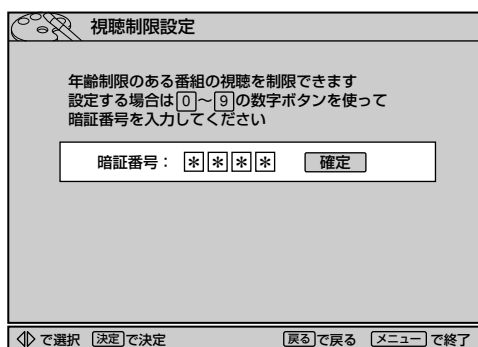 視聴制限設定
年齢制限のある番組の視聴を制限できます
設定する場合は0～9の数字ボタンを使って
暗証番号を入力してください
暗証番号： ＊＊＊＊ 確定
で選択 決定で決定 戻るで戻る メニューで終了